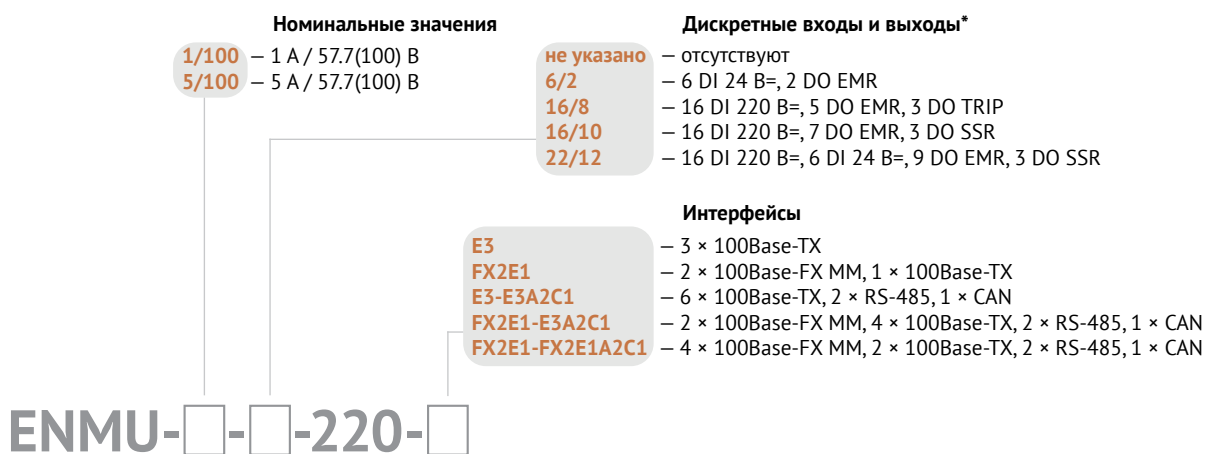 Номинальные значения
1/100 – 1 А / 57.7(100) В
5/100 – 5 А / 57.7(100) В
Дискретные входы и выходы*
не указано – отсутствуют
6/2 – 6 DI 24 В=, 2 DO EMR
16/8 – 16 DI 220 В=, 5 DO EMR, 3 DO TRIP
16/10 – 16 DI 220 В=, 7 DO EMR, 3 DO SSR
22/12 – 16 DI 220 В=, 6 DI 24 В=, 9 DO EMR, 3 DO SSR
Интерфейсы
E3 – 3 × 100Base-TX
FX2E1 – 2 × 100Base-FX MM, 1 × 100Base-TX
E3-E3A2C1 – 6 × 100Base-TX, 2 × RS-485, 1 × CAN
FX2E1-E3A2C1 – 2 × 100Base-FX MM, 4 × 100Base-TX, 2 × RS-485, 1 × CAN
FX2E1-FX2E1A2C1 – 4 × 100Base-FX MM, 2 × 100Base-TX, 2 × RS-485, 1 × CAN
ENMU-□-□-220-□